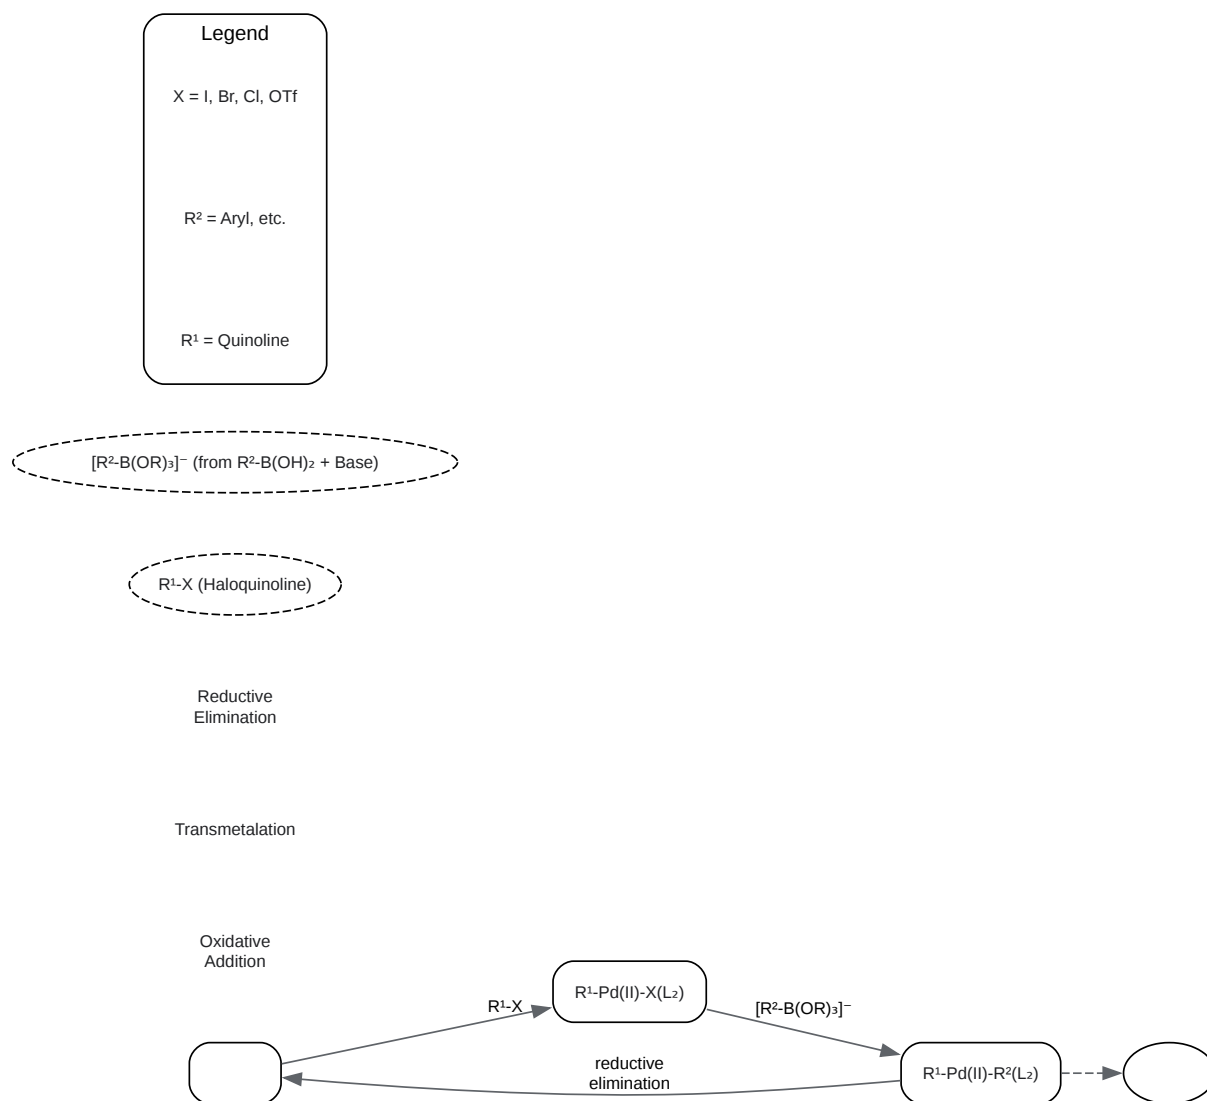 Legend
X = I, Br, Cl, OTf
R² = Aryl, etc.
R¹ = Quinoline
[R²-B(OR)₃]⁻ (from R²-B(OH)₂ + Base)
R¹-X (Haloquinoline)
Reductive
Elimination
Transmetalation
Oxidative
Addition
R¹-Pd(II)-X(L₂)
R¹-X
[R²-B(OR)₃]⁻
reductive
elimination
R¹-Pd(II)-R²(L₂)